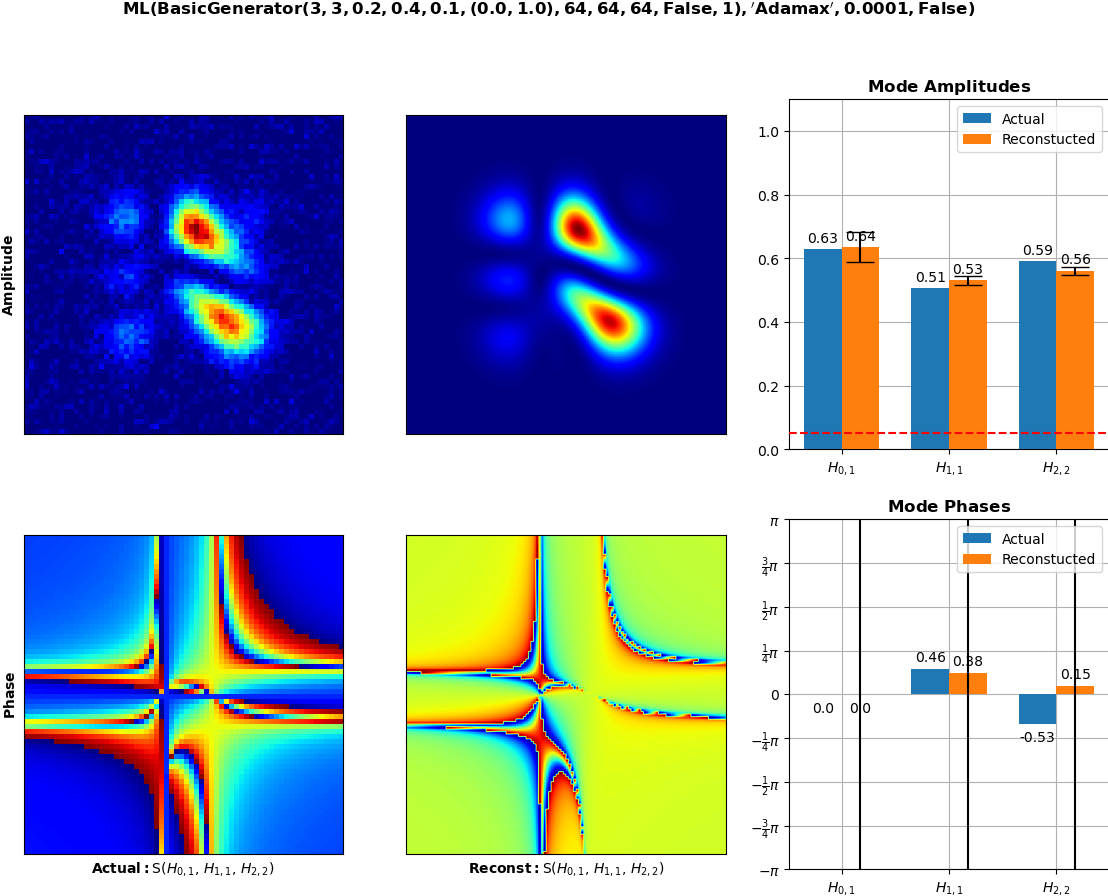 ML(BasicGenerator(3, 3, 0.2, 0.4, 0.1, (0.0, 1.0), 64, 64, 64, False, 1), ′Adamax′, 0.0001, False)
Mode Amplitudes
Amplitude
Actual
Reconstucted
1.0
0.8
0.6
0.4
0.2
0.0
0.63
0.64
0.51
0.53
0.59
0.56
H0, 1
H1, 1
H2, 2
Mode Phases
Phase
Actual
Reconstucted
π
3/4π
1/2π
1/4π
0
−1/4π
−1/2π
−3/4π
−π
0.0
0.0
0.46
0.38
-0.53
0.15
H0, 1
H1, 1
H2, 2
Actual: S(H0, 1, H1, 1, H2, 2)
Reconst: S(H0, 1, H1, 1, H2, 2)